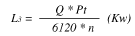 L₃ = Q * Pt / 6120 * n (Kw)